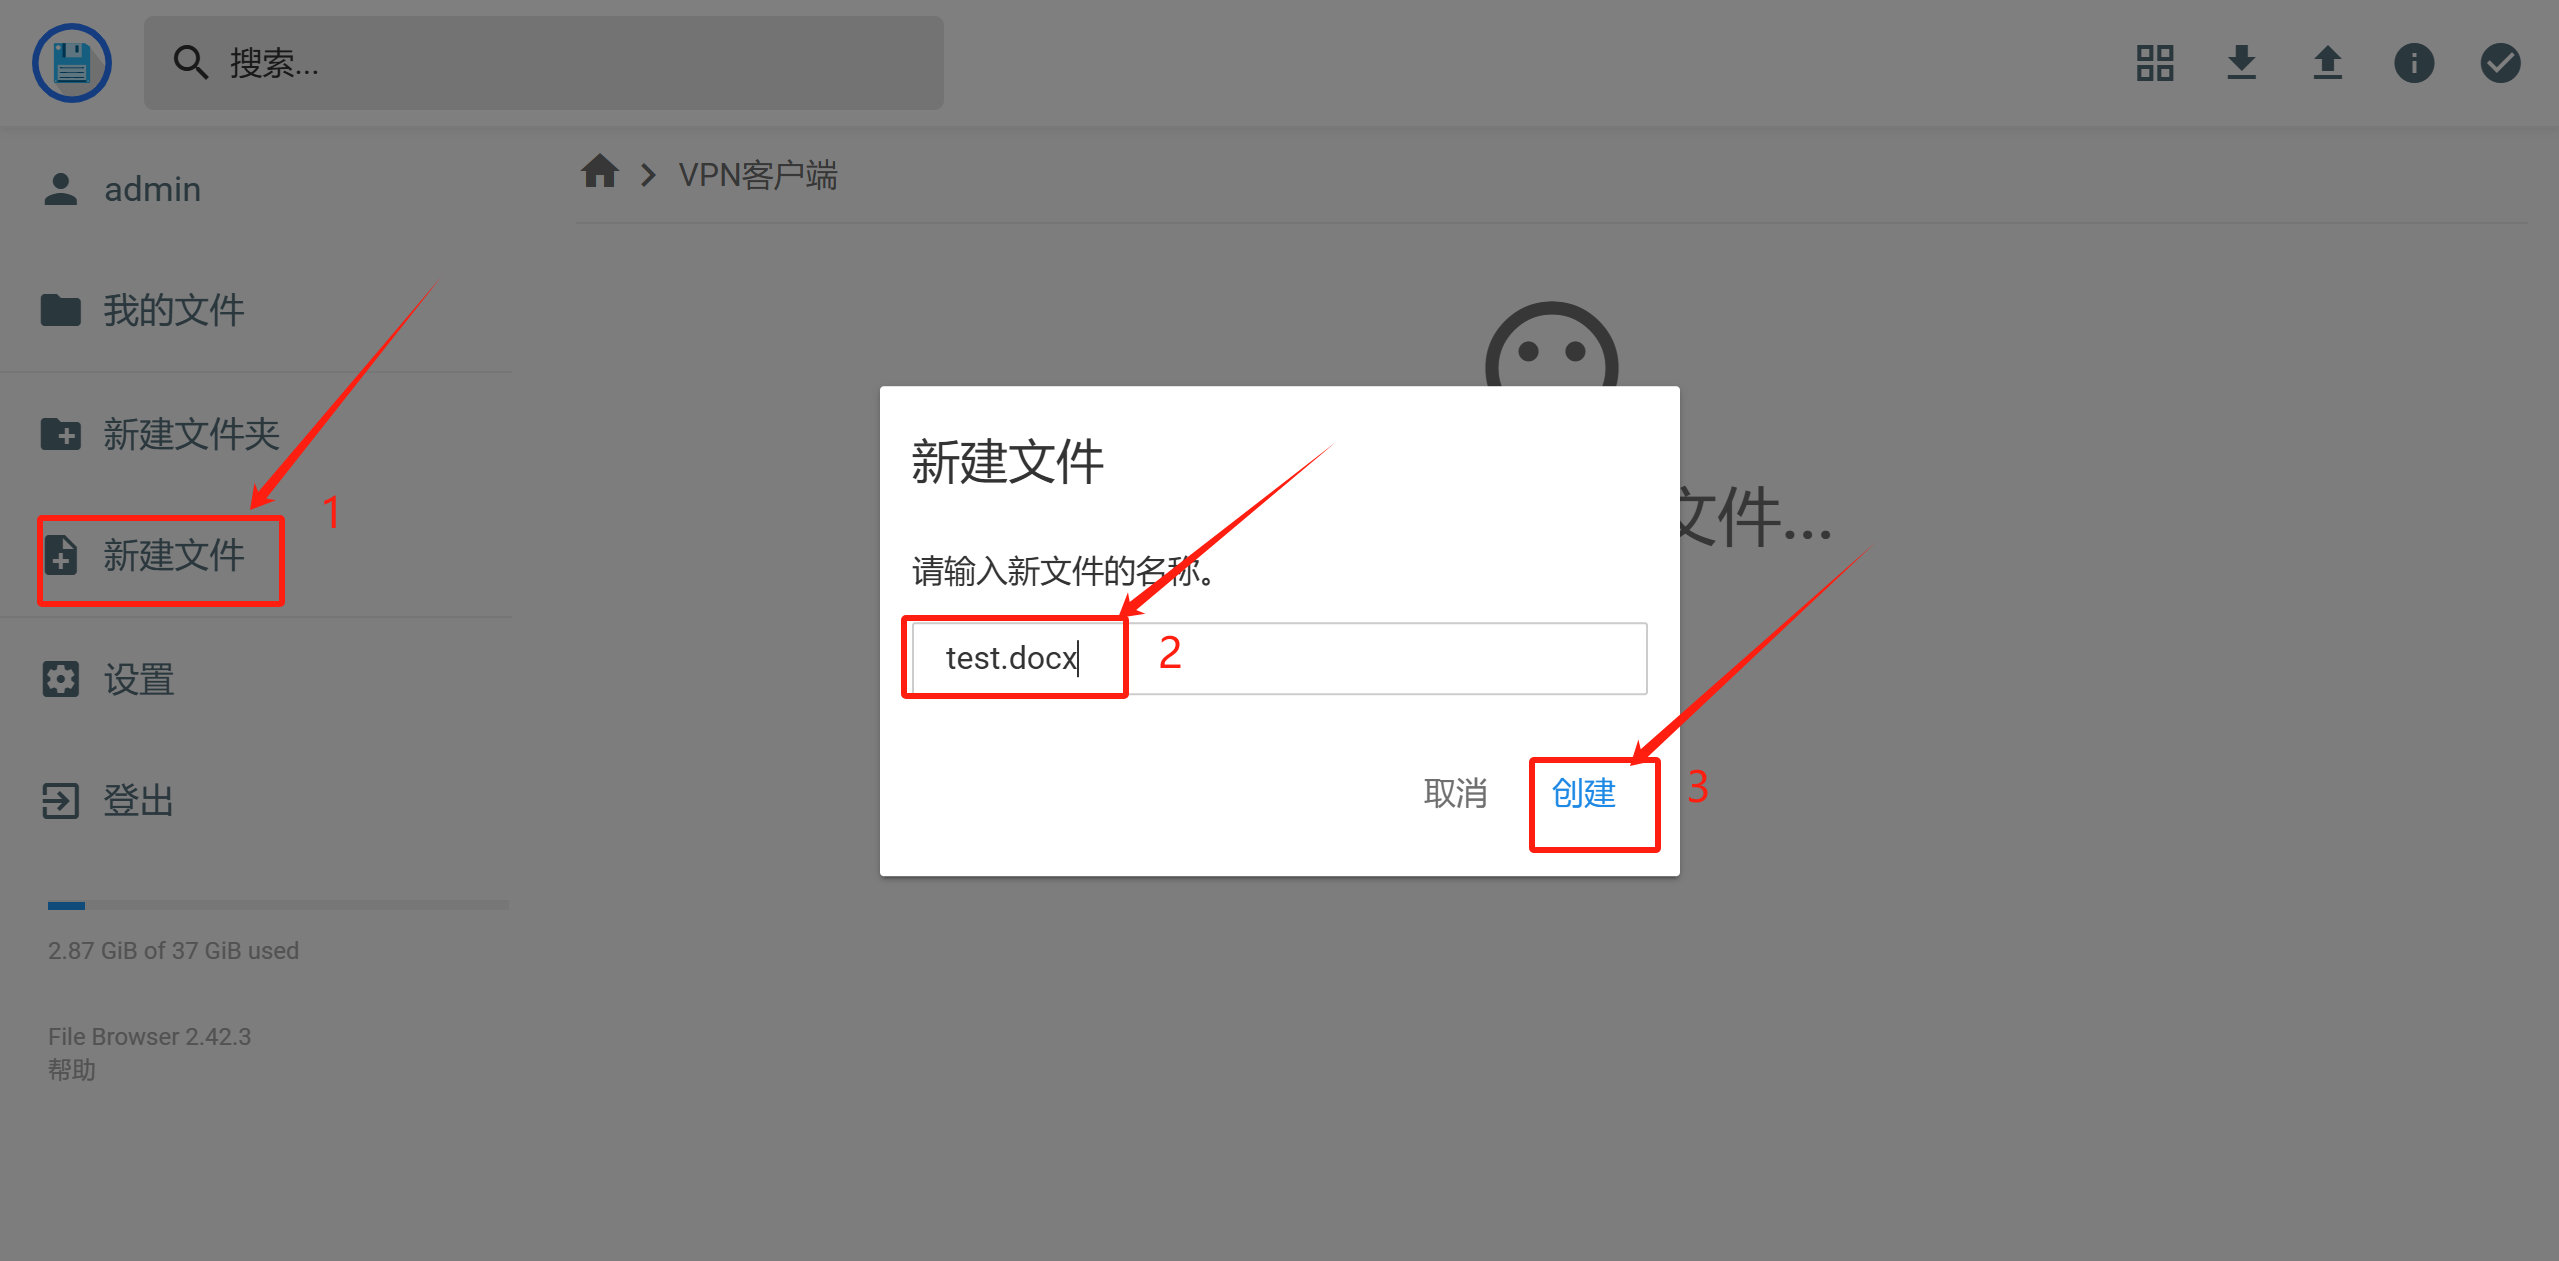 搜索...
admin
我的文件
新建文件夹
1
新建文件
设置
登出
2.87 GiB of 37 GiB used
File Browser 2.42.3
帮助
VPN客户端
文件...
新建文件
请输入新文件的名称。
test.docx
2
取消
创建
3